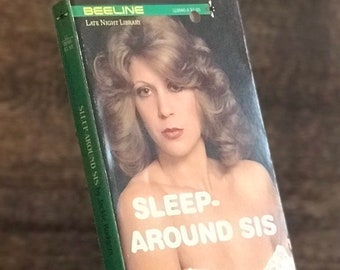 BEELINE
LATE NIGHT LIBRARY
SLEEP-
AROUND SIS
SLEEP AROUND SIS